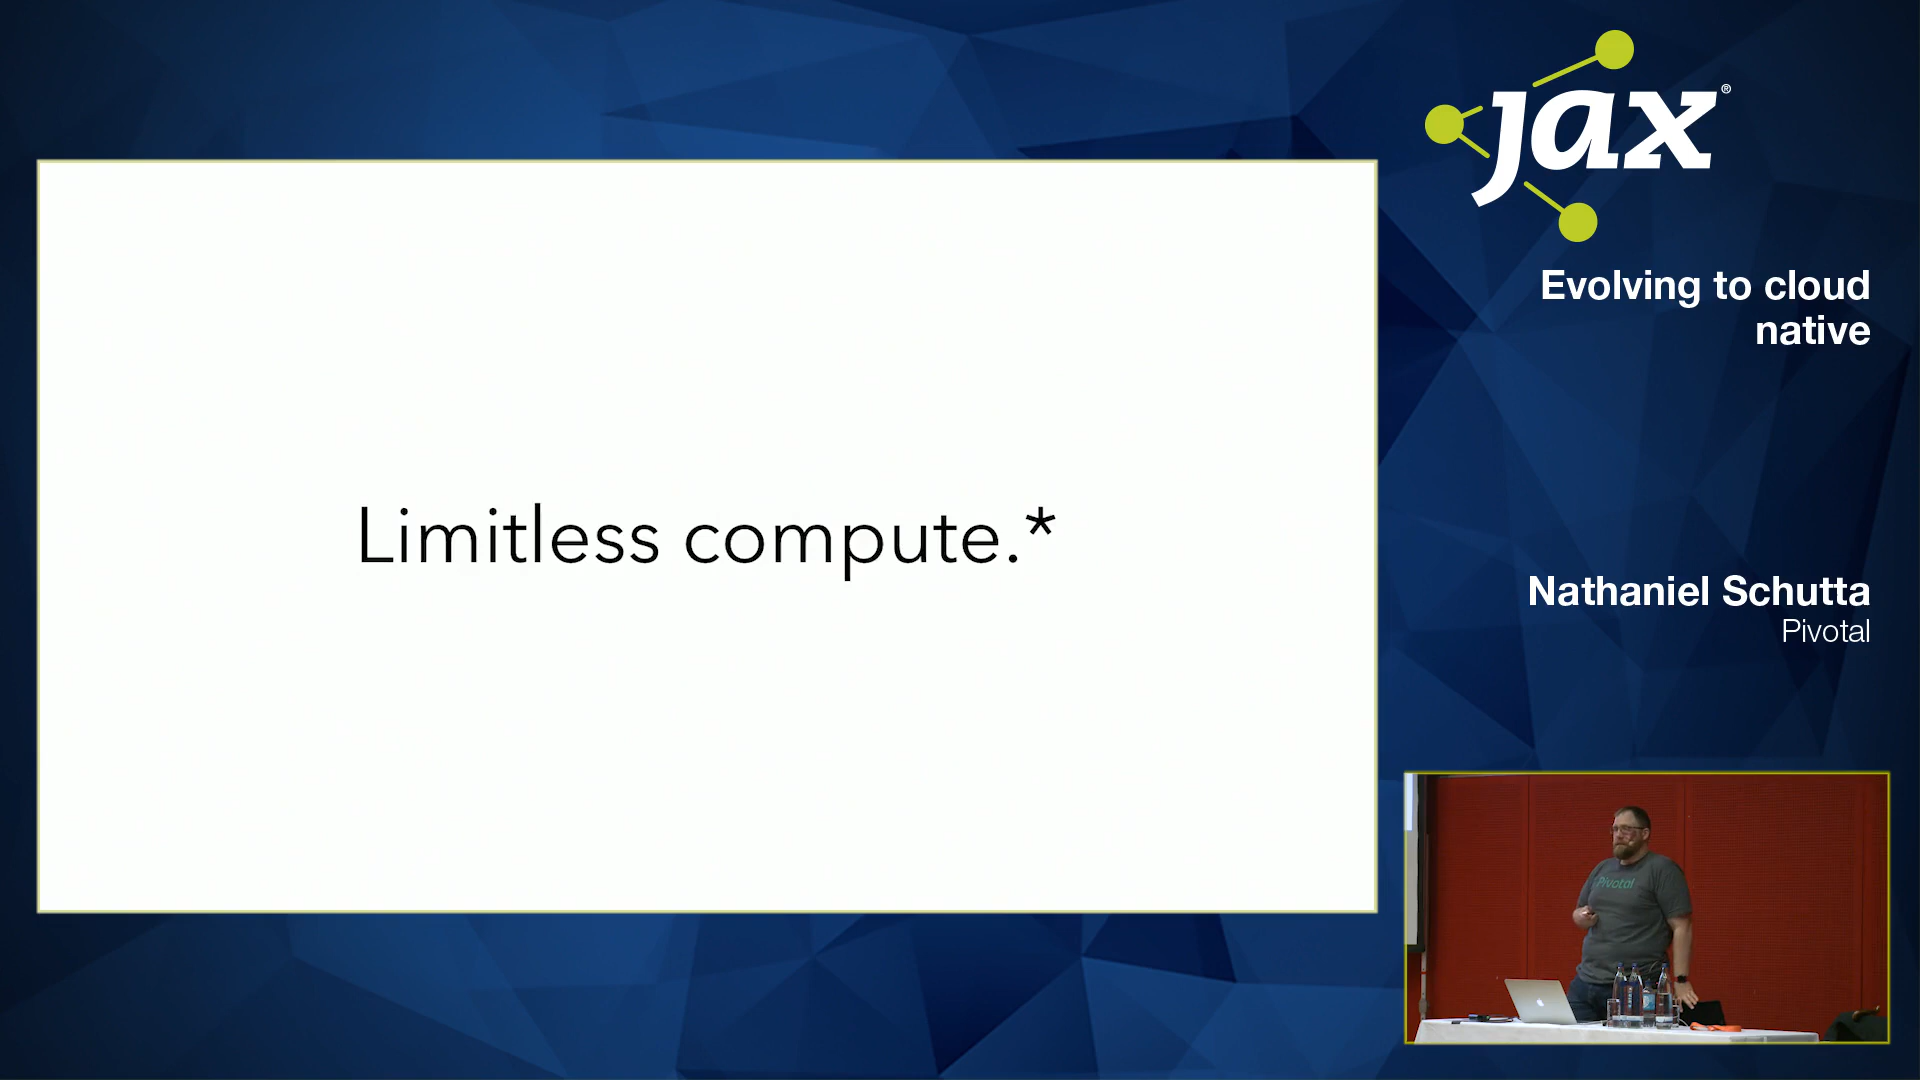 Limitless compute.*
jax®
Evolving to cloud
native
Nathaniel Schutta
Pivotal
Pivotal